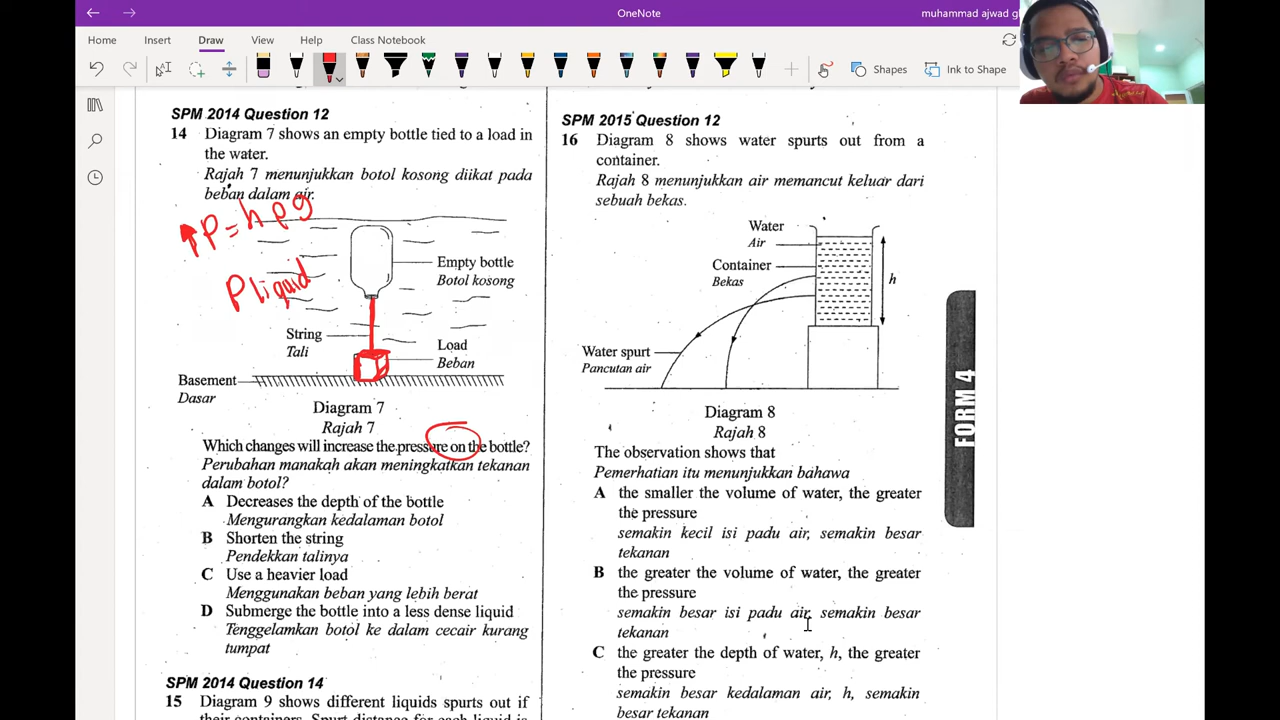 OneNote
muhammad ajwad gh
Home
Insert
Draw
View
Help
Class Notebook
Shapes
Ink to Shape
SPM 2014 Question 12
14 Diagram 7 shows an empty bottle tied to a load in
the water.
Rajah 7 menunjukkan botol kosong diikat pada
beban dalam air.
P = hρg
P liquid
Empty bottle
Botol kosong
String
Tali
Load
Beban
Basement
Dasar
Diagram 7
Rajah 7
Which changes will increase the pressure on the bottle?
Perubahan manakah akan meningkatkan tekanan
dalam botol?
A Decreases the depth of the bottle
Mengurangkan kedalaman botol
B Shorten the string
Pendekkan talinya
C Use a heavier load
Menggunakan beban yang lebih berat
D Submerge the bottle into a less dense liquid
Tenggelamkan botol ke dalam cecair kurang
tumpat
SPM 2014 Question 14
15 Diagram 9 shows different liquids spurts out if
their containers. Spurt distance for each liquid is
SPM 2015 Question 12
16 Diagram 8 shows water spurts out from a
container.
Rajah 8 menunjukkan air memancut keluar dari
sebuah bekas.
Water
Air
Container
Bekas
h
Water spurt
Pancutan air
Diagram 8
Rajah 8
The observation shows that
Pemerhatian itu menunjukkan bahawa
A the smaller the volume of water, the greater
the pressure
semakin kecil isi padu air, semakin besar
tekanan
B the greater the volume of water, the greater
the pressure
semakin besar isi padu air, semakin besar
tekanan
C the greater the depth of water, h, the greater
the pressure
semakin besar kedalaman air, h, semakin
besar tekanan
FORM 4